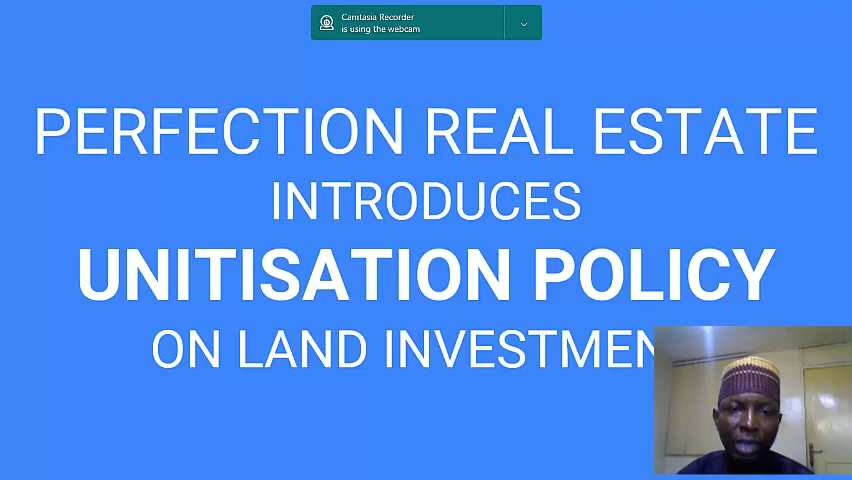 Camtasia Recorder
is using the webcam
PERFECTION REAL ESTATE
INTRODUCES
UNITISATION POLICY
ON LAND INVESTMEN